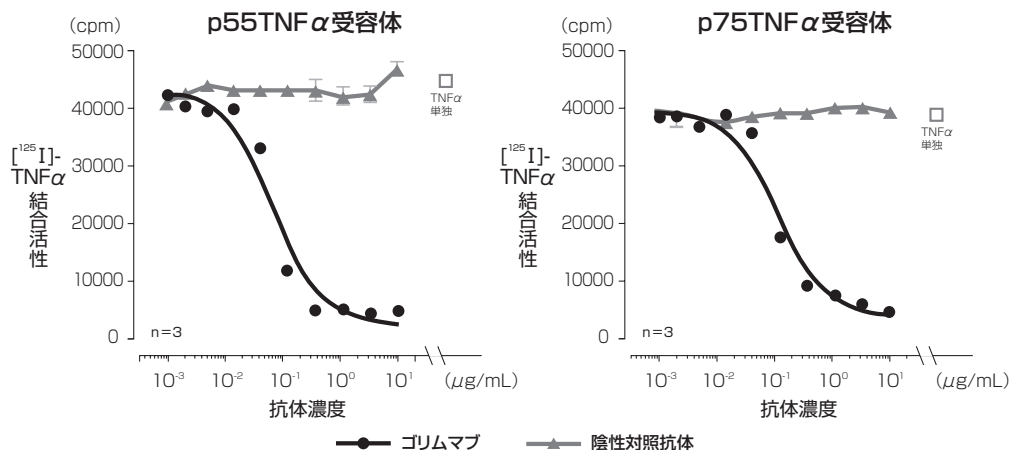 p55TNFα受容体
(cpm)
50000
40000
30000
20000
10000
0
[¹²⁵I]-
TNFα
結合活性
TNFα
単独
n=3
10⁻³ 10⁻² 10⁻¹ 10⁰ 10¹ (μg/mL)
抗体濃度
p75TNFα受容体
(cpm)
50000
40000
30000
20000
10000
0
[¹²⁵I]-
TNFα
結合活性
TNFα
単独
n=3
10⁻³ 10⁻² 10⁻¹ 10⁰ 10¹ (μg/mL)
抗体濃度
ゴリムマブ 陰性対照抗体